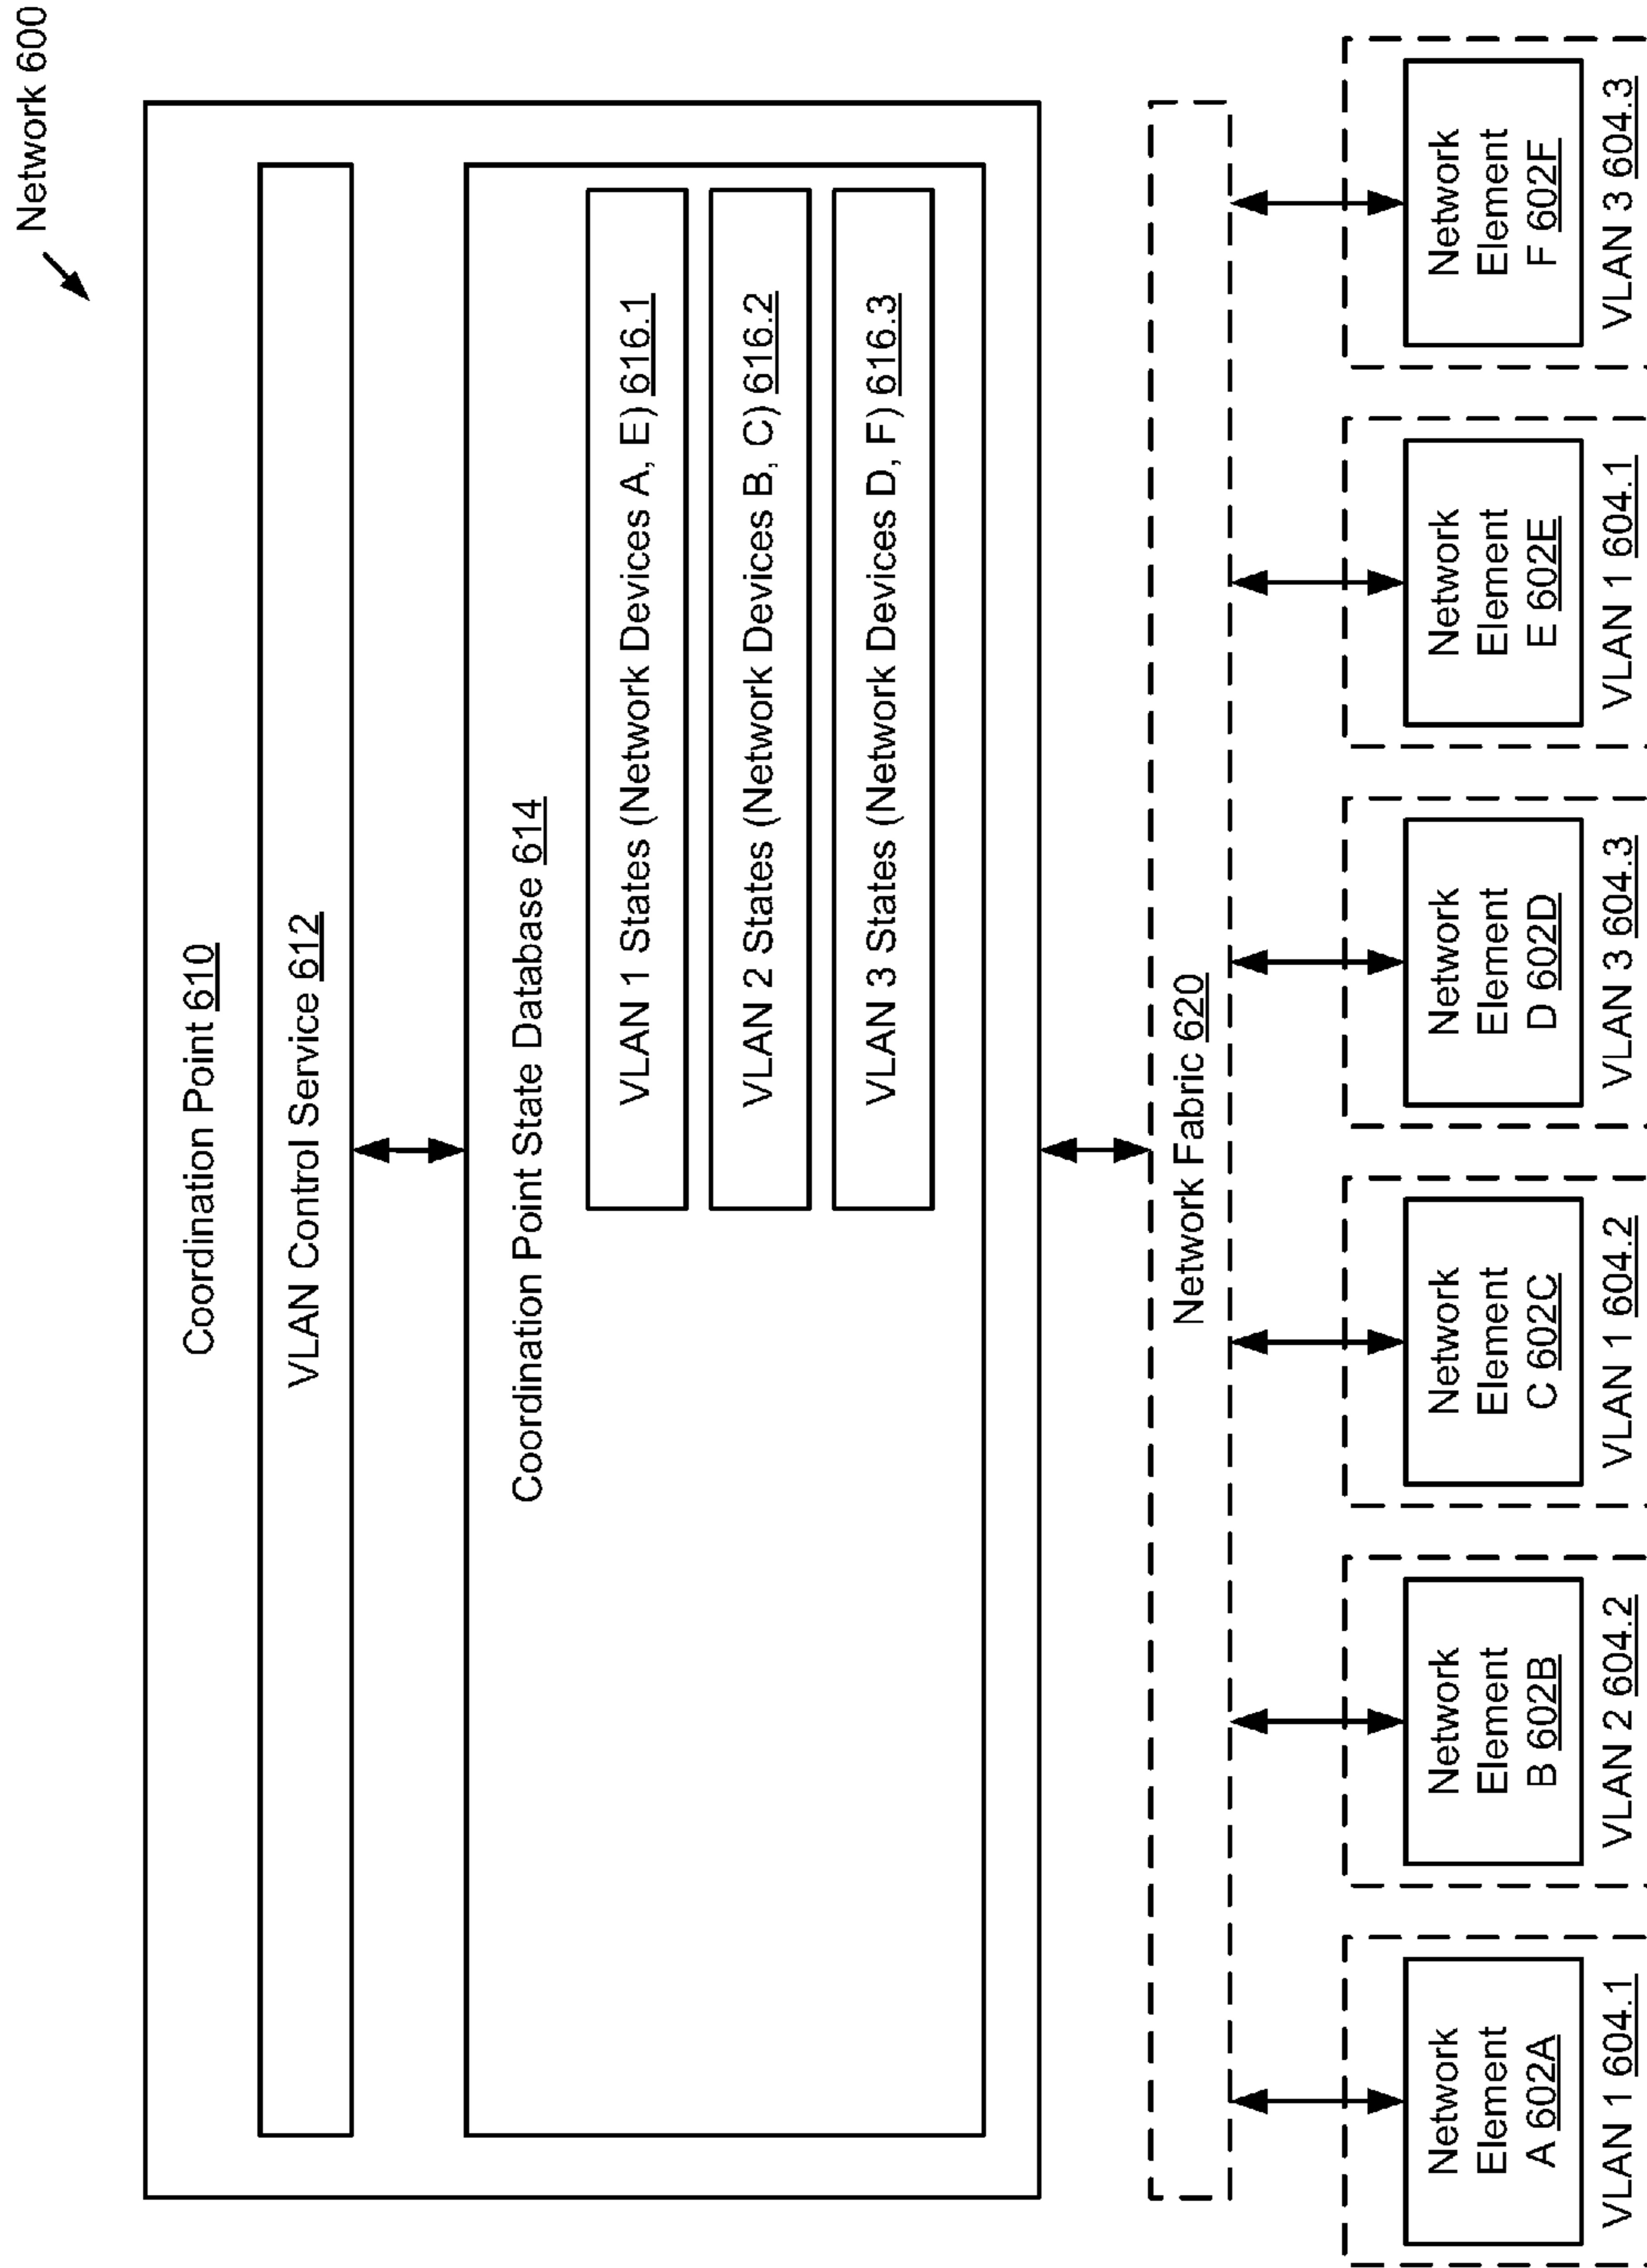 Network 600
Coordination Point 610
VLAN Control Service 612
Coordination Point State Database 614
VLAN 1 States (Network Devices A, E) 616.1
VLAN 2 States (Network Devices B, C) 616.2
VLAN 3 States (Network Devices D, F) 616.3
Network Fabric 620
Network
Element
A 602A
VLAN 1 604.1
Network
Element
B 602B
VLAN 2 604.2
Network
Element
C 602C
VLAN 1 604.2
Network
Element
D 602D
VLAN 3 604.3
Network
Element
E 602E
VLAN 1 604.1
Network
Element
F 602F
VLAN 3 604.3